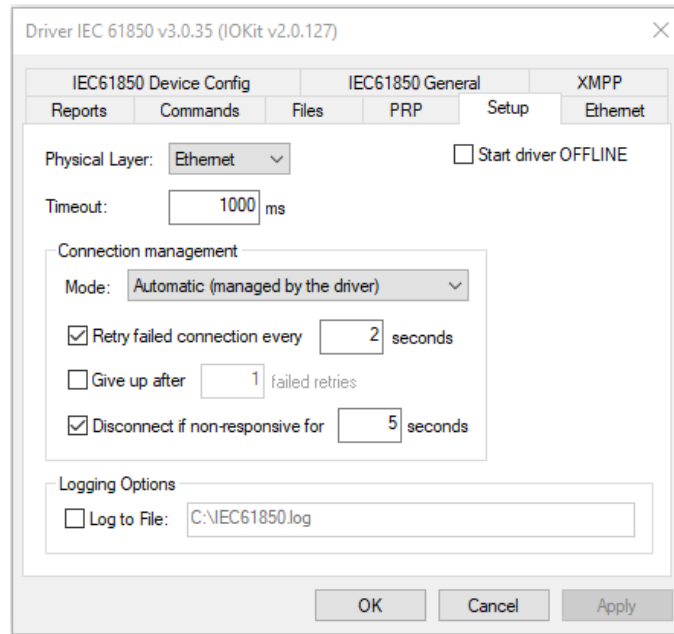 Driver IEC 61850 v3.0.35 (IOKit v2.0.127)
IEC61850 Device Config IEC61850 General XMPP
Reports Commands Files PRP Setup Ethernet
Physical Layer: Ethernet Start driver OFFLINE
Timeout: 1000 ms
Connection management
Mode: Automatic (managed by the driver)
Retry failed connection every 2 seconds
Give up after 1 failed retries
Disconnect if non-responsive for 5 seconds
Logging Options
Log to File: C:\IEC61850.log
OK Cancel Apply